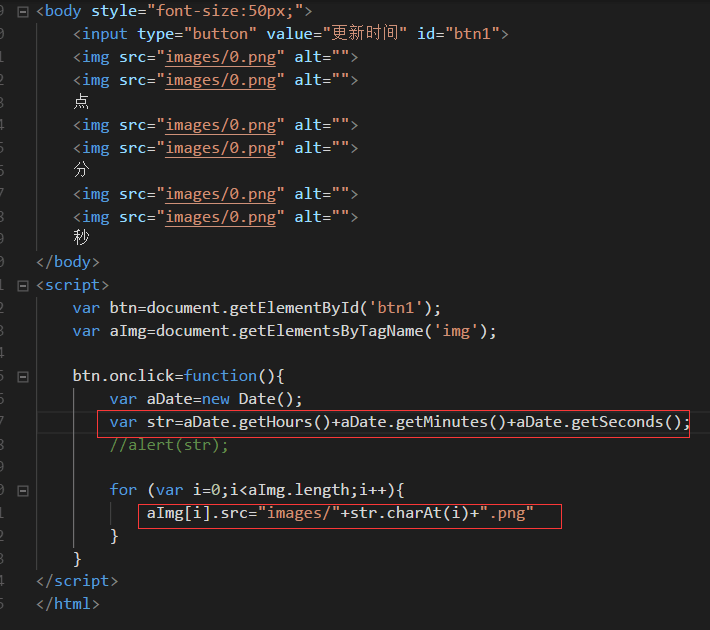 <body style="font-size:50px;">
<input type="button" value="更新时间" id="btn1">
<img src="images/0.png" alt="">
<img src="images/0.png" alt="">
点
<img src="images/0.png" alt="">
<img src="images/0.png" alt="">
分
<img src="images/0.png" alt="">
<img src="images/0.png" alt="">
秒
</body>
<script>
var btn=document.getElementById('btn1');
var aImg=document.getElementsByTagName('img');
btn.onclick=function(){
var aDate=new Date();
var str=aDate.getHours()+aDate.getMinutes()+aDate.getSeconds();
//alert(str);
for (var i=0;i<aImg.length;i++){
aImg[i].src="images/"+str.charAt(i)+".png"
}
}
</script>
</html>